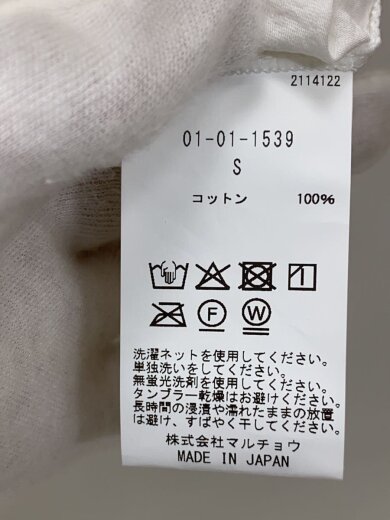 2114122
01-01-1539
S
コットン 100%
F W
洗濯ネットを使用してください。
単独洗いをしてください。
無蛍光洗剤を使用してください。
タンブラー乾燥はお避けください。
長時間の浸漬や濡れたままの放置
は避け、すばやく干してください。
株式会社マルチョウ
MADE IN JAPAN